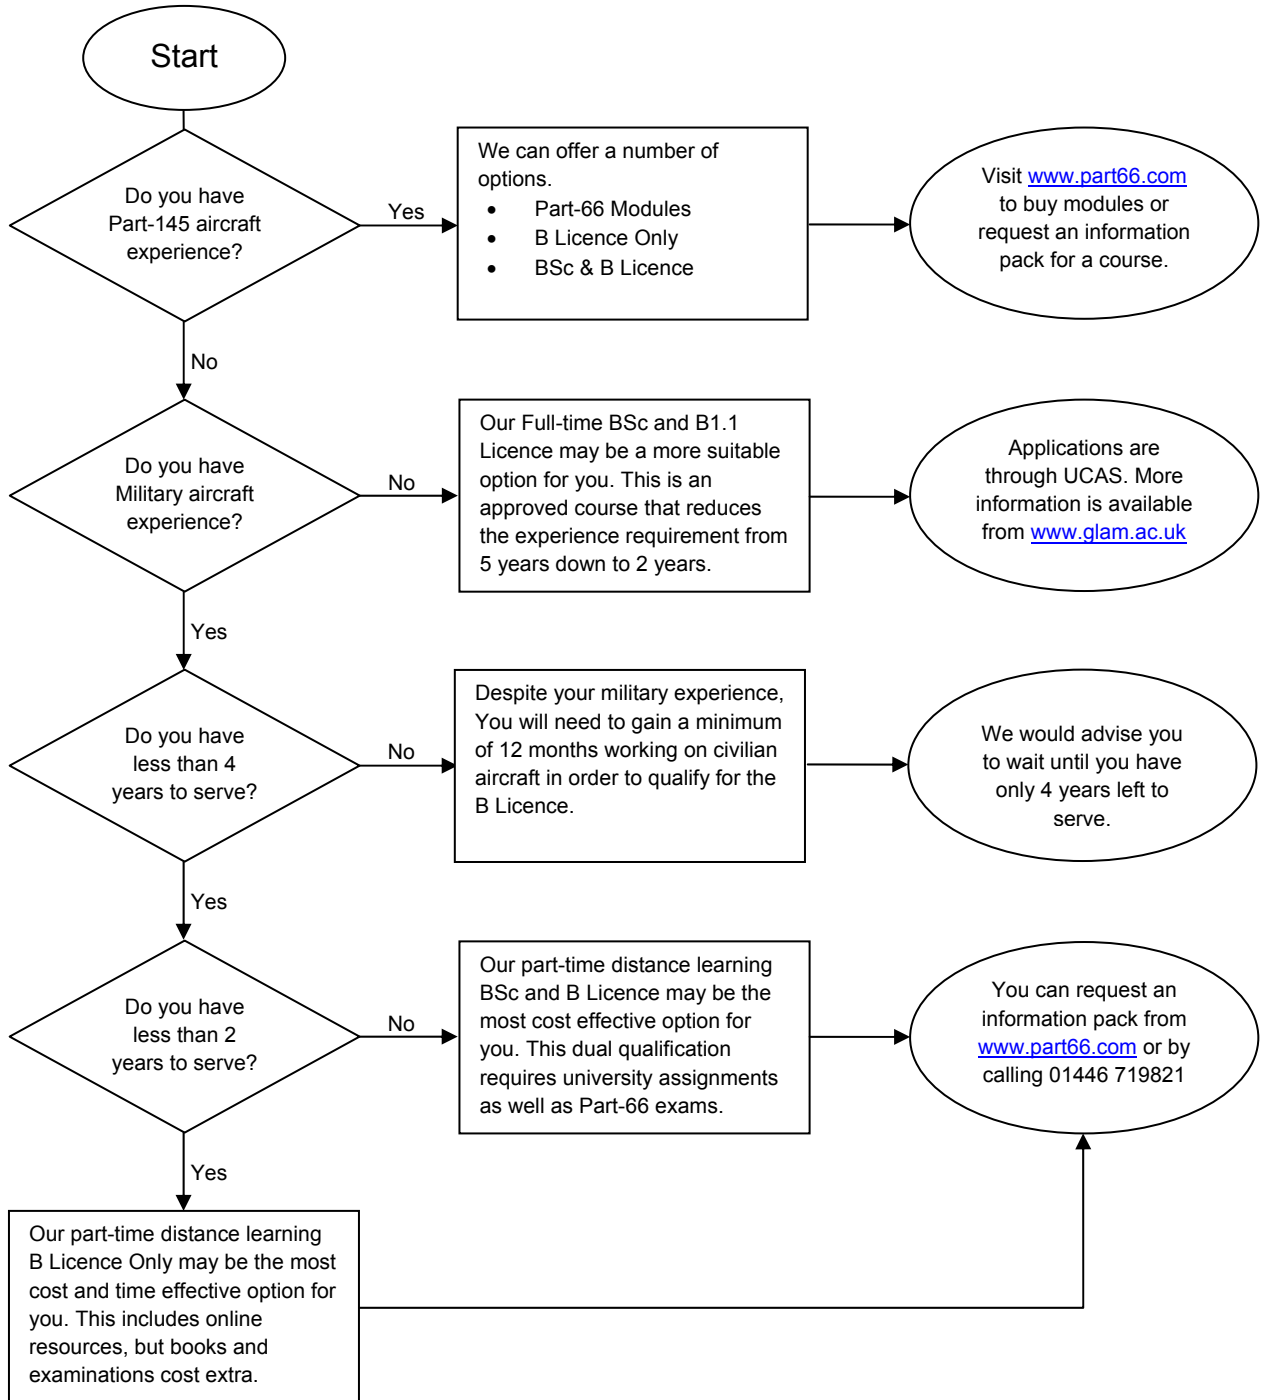 Start
Do you have
Part-145 aircraft
experience?
Yes
We can offer a number of
options.
• Part-66 Modules
• B Licence Only
• BSc & B Licence
Visit www.part66.com
to buy modules or
request an information
pack for a course.
No
Do you have
Military aircraft
experience?
No
Our Full-time BSc and B1.1
Licence may be a more suitable
option for you. This is an
approved course that reduces
the experience requirement from
5 years down to 2 years.
Applications are
through UCAS. More
information is available
from www.glam.ac.uk
Yes
Do you have
less than 4
years to serve?
No
Despite your military experience,
You will need to gain a minimum
of 12 months working on civilian
aircraft in order to qualify for the
B Licence.
We would advise you
to wait until you have
only 4 years left to
serve.
Yes
Do you have
less than 2
years to serve?
No
Our part-time distance learning
BSc and B Licence may be the
most cost effective option for
you. This dual qualification
requires university assignments
as well as Part-66 exams.
You can request an
information pack from
www.part66.com or by
calling 01446 719821
Yes
Our part-time distance learning
B Licence Only may be the most
cost and time effective option for
you. This includes online
resources, but books and
examinations cost extra.